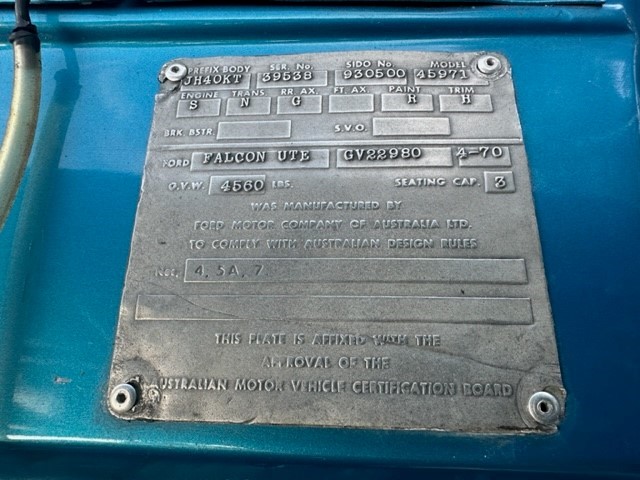 PREFIX-BODY SER. No. SIDO No. MODEL
JH40KT 39538 930500 45971
ENGINE TRANS RR AX. FT. AX PAINT TRIM
S N G R H
BRK BSTR. S.V.O.
FORD FALCON UTE GV22980 4-70
G.V.W. 4560 LBS. SEATING CAP. 3
WAS MANUFACTURED BY
FORD MOTOR COMPANY OF AUSTRALIA LTD.
TO COMPLY WITH AUSTRALIAN DESIGN RULES
Nos. 4, 5A, 7
THIS PLATE IS AFFIXED WITH THE
APPROVAL OF THE
AUSTRALIAN MOTOR VEHICLE CERTIFICATION BOARD